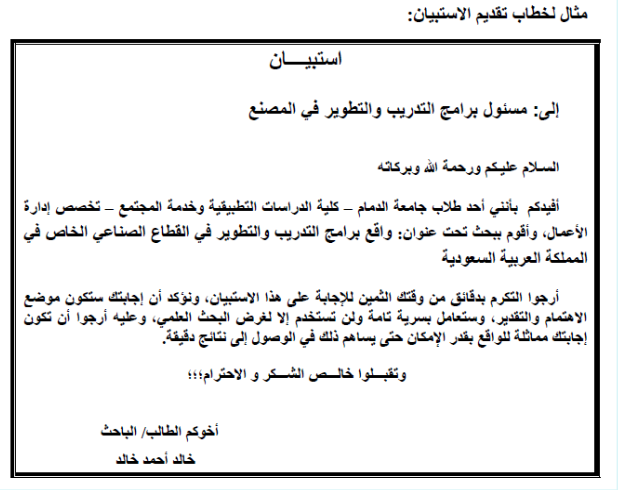 مثال لخطاب تقديم الاستبيان:
استبيـــان
إلى: مسئول برامج التدريب والتطوير في المصنع
السلام عليكم ورحمة الله وبركاته
أفيدكم بأنني أحد طلاب جامعة الدمام – كلية الدراسات التطبيقية وخدمة المجتمع – تخصص إدارة
الأعمال، وأقوم ببحث تحت عنوان: واقع برامج التدريب والتطوير في القطاع الصناعي الخاص في
المملكة العربية السعودية
أرجوا التكرم بدقائق من وقتك الثمين للإجابة على هذا الاستبيان، ونؤكد أن إجابتك ستكون موضع
الاهتمام والتقدير، وستعامل بسرية تامة ولن تستخدم إلا لغرض البحث العلمي، وعليه أرجوا أن تكون
إجابتك مماثلة للواقع بقدر الإمكان حتى يساهم ذلك في الوصول إلى نتائج دقيقة.
وتقبـــلوا خالـــص الشـــكر و الاحترام؛؛؛
أخوكم الطالب/ الباحث
خالد أحمد خالد